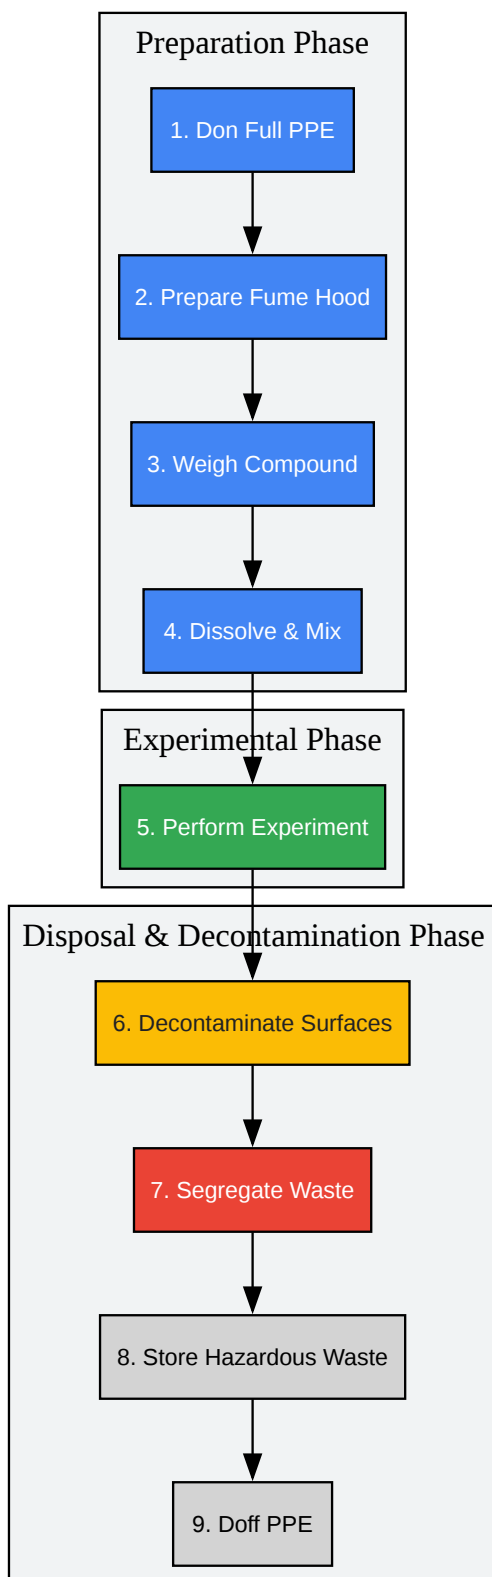 Preparation Phase
1. Don Full PPE
2. Prepare Fume Hood
3. Weigh Compound
4. Dissolve & Mix
Experimental Phase
5. Perform Experiment
Disposal & Decontamination Phase
6. Decontaminate Surfaces
7. Segregate Waste
8. Store Hazardous Waste
9. Doff PPE